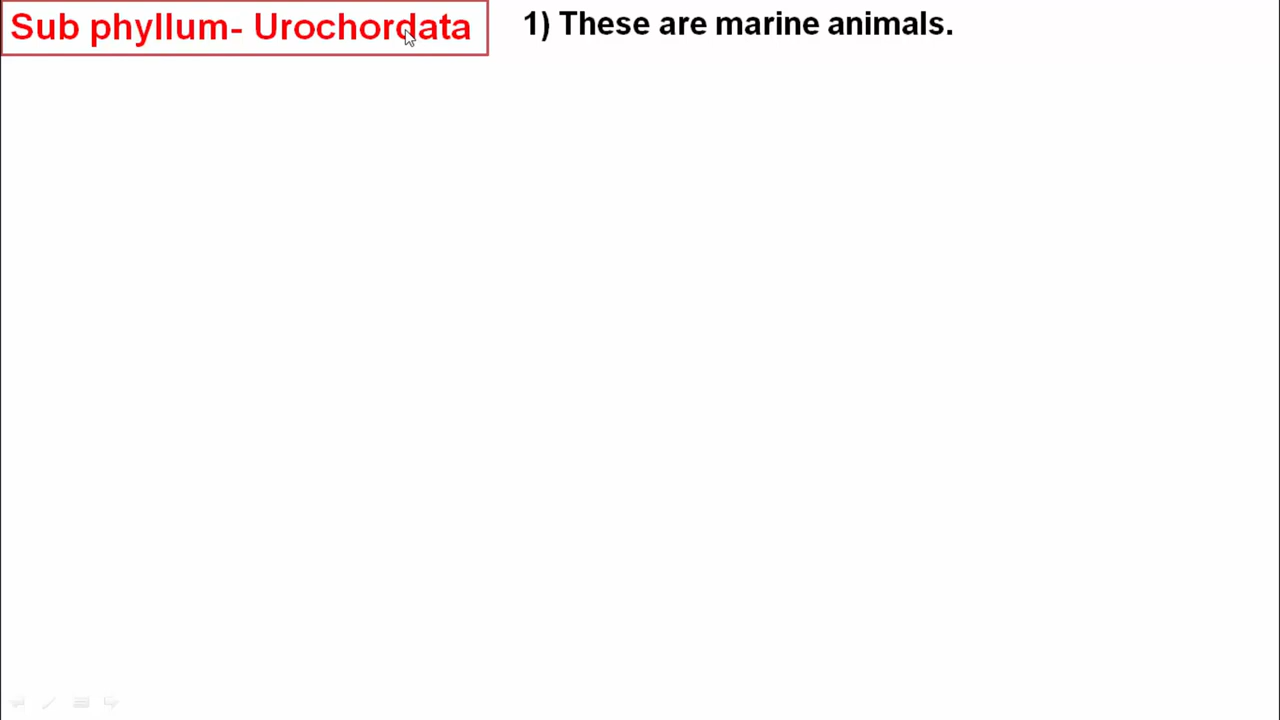 Sub phyllum- Urochordata
1) These are marine animals.